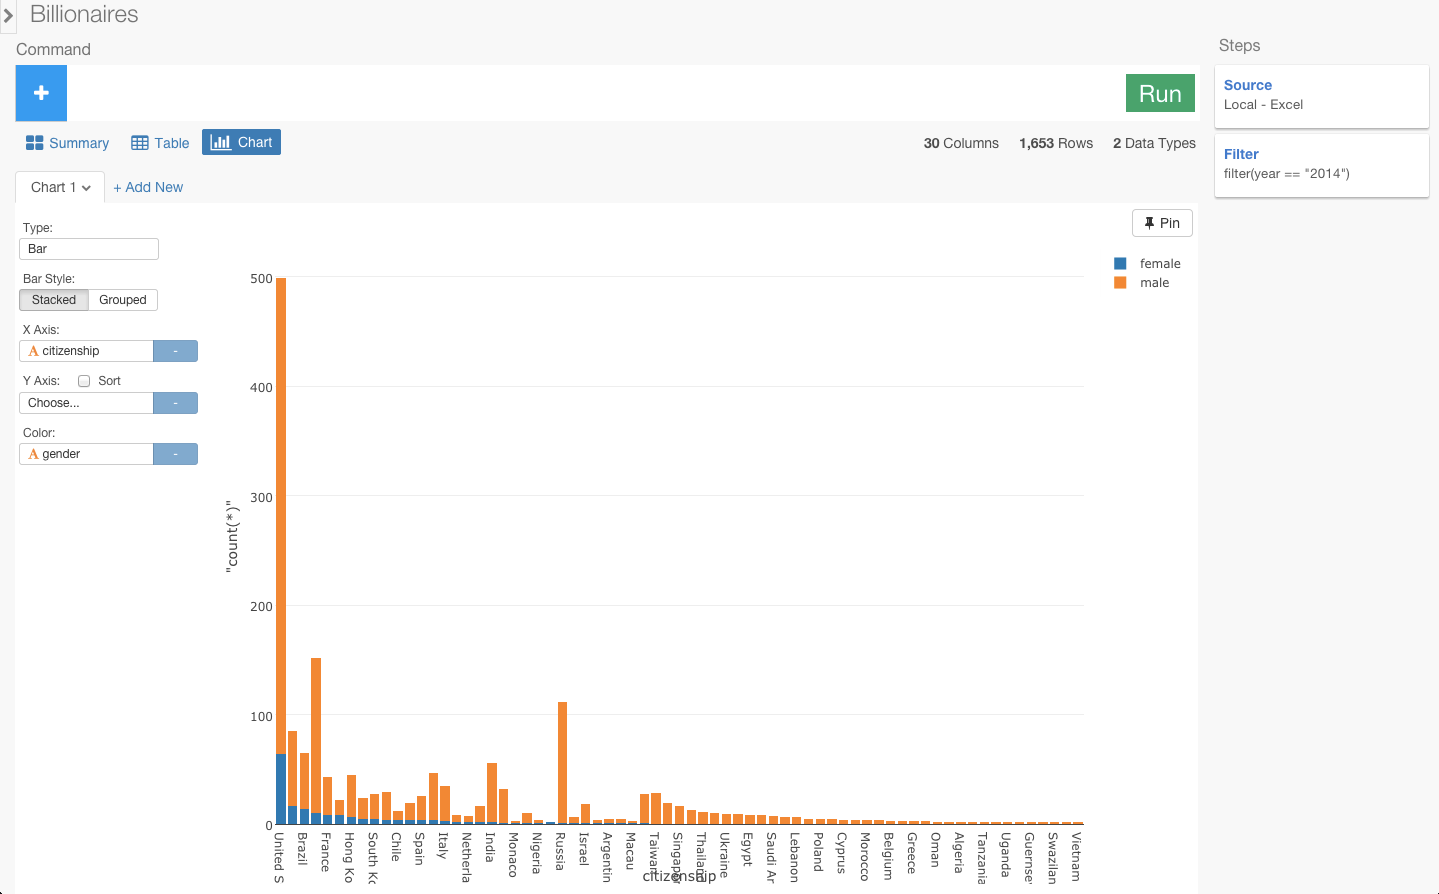 Billionaires
Command
Run
Summary
Table
Chart
30 Columns
1,653 Rows
2 Data Types
Chart 1
+ Add New
Pin
Type:
Bar
Bar Style:
Stacked
Grouped
X Axis:
A citizenship
-
Y Axis:
Sort
Choose...
-
Color:
A gender
-
500
400
300
200
100
0
"count(*)"
United S
Brazil
France
Hong Ko
South Kc
Chile
Spain
Italy
Netherla
India
Monaco
Nigeria
Russia
Israel
Argentin
Macau
Taiwan
Singap
Thailan
Ukraine
Egypt
Saudi Ar
Lebanon
Poland
Cyprus
Morocco
Belgium
Greece
Oman
Algeria
Tanzania
Uganda
Guernse
Swazilan
Vietnam
citizenship
female
male
Steps
Source
Local - Excel
Filter
filter(year == "2014")